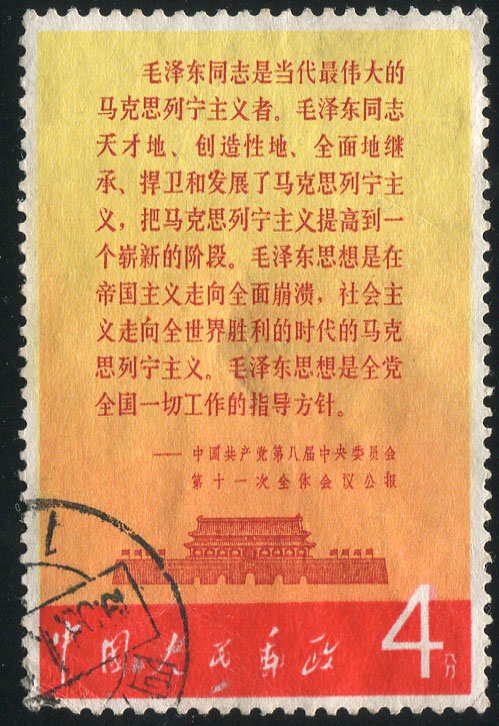 毛泽东同志是当代最伟大的
马克思列宁主义者。毛泽东同志
天才地、创造性地、全面地继
承、捍卫和发展了马克思列宁主
义，把马克思列宁主义提高到一
个崭新的阶段。毛泽东思想是在
帝国主义走向全面崩溃，社会主
义走向全世界胜利的时代的马克
思列宁主义。毛泽东思想是全党
全国一切工作的指导方针。
——中国共产党第八届中央委员会
第十一次全体会议公报
中国人民邮政
4分